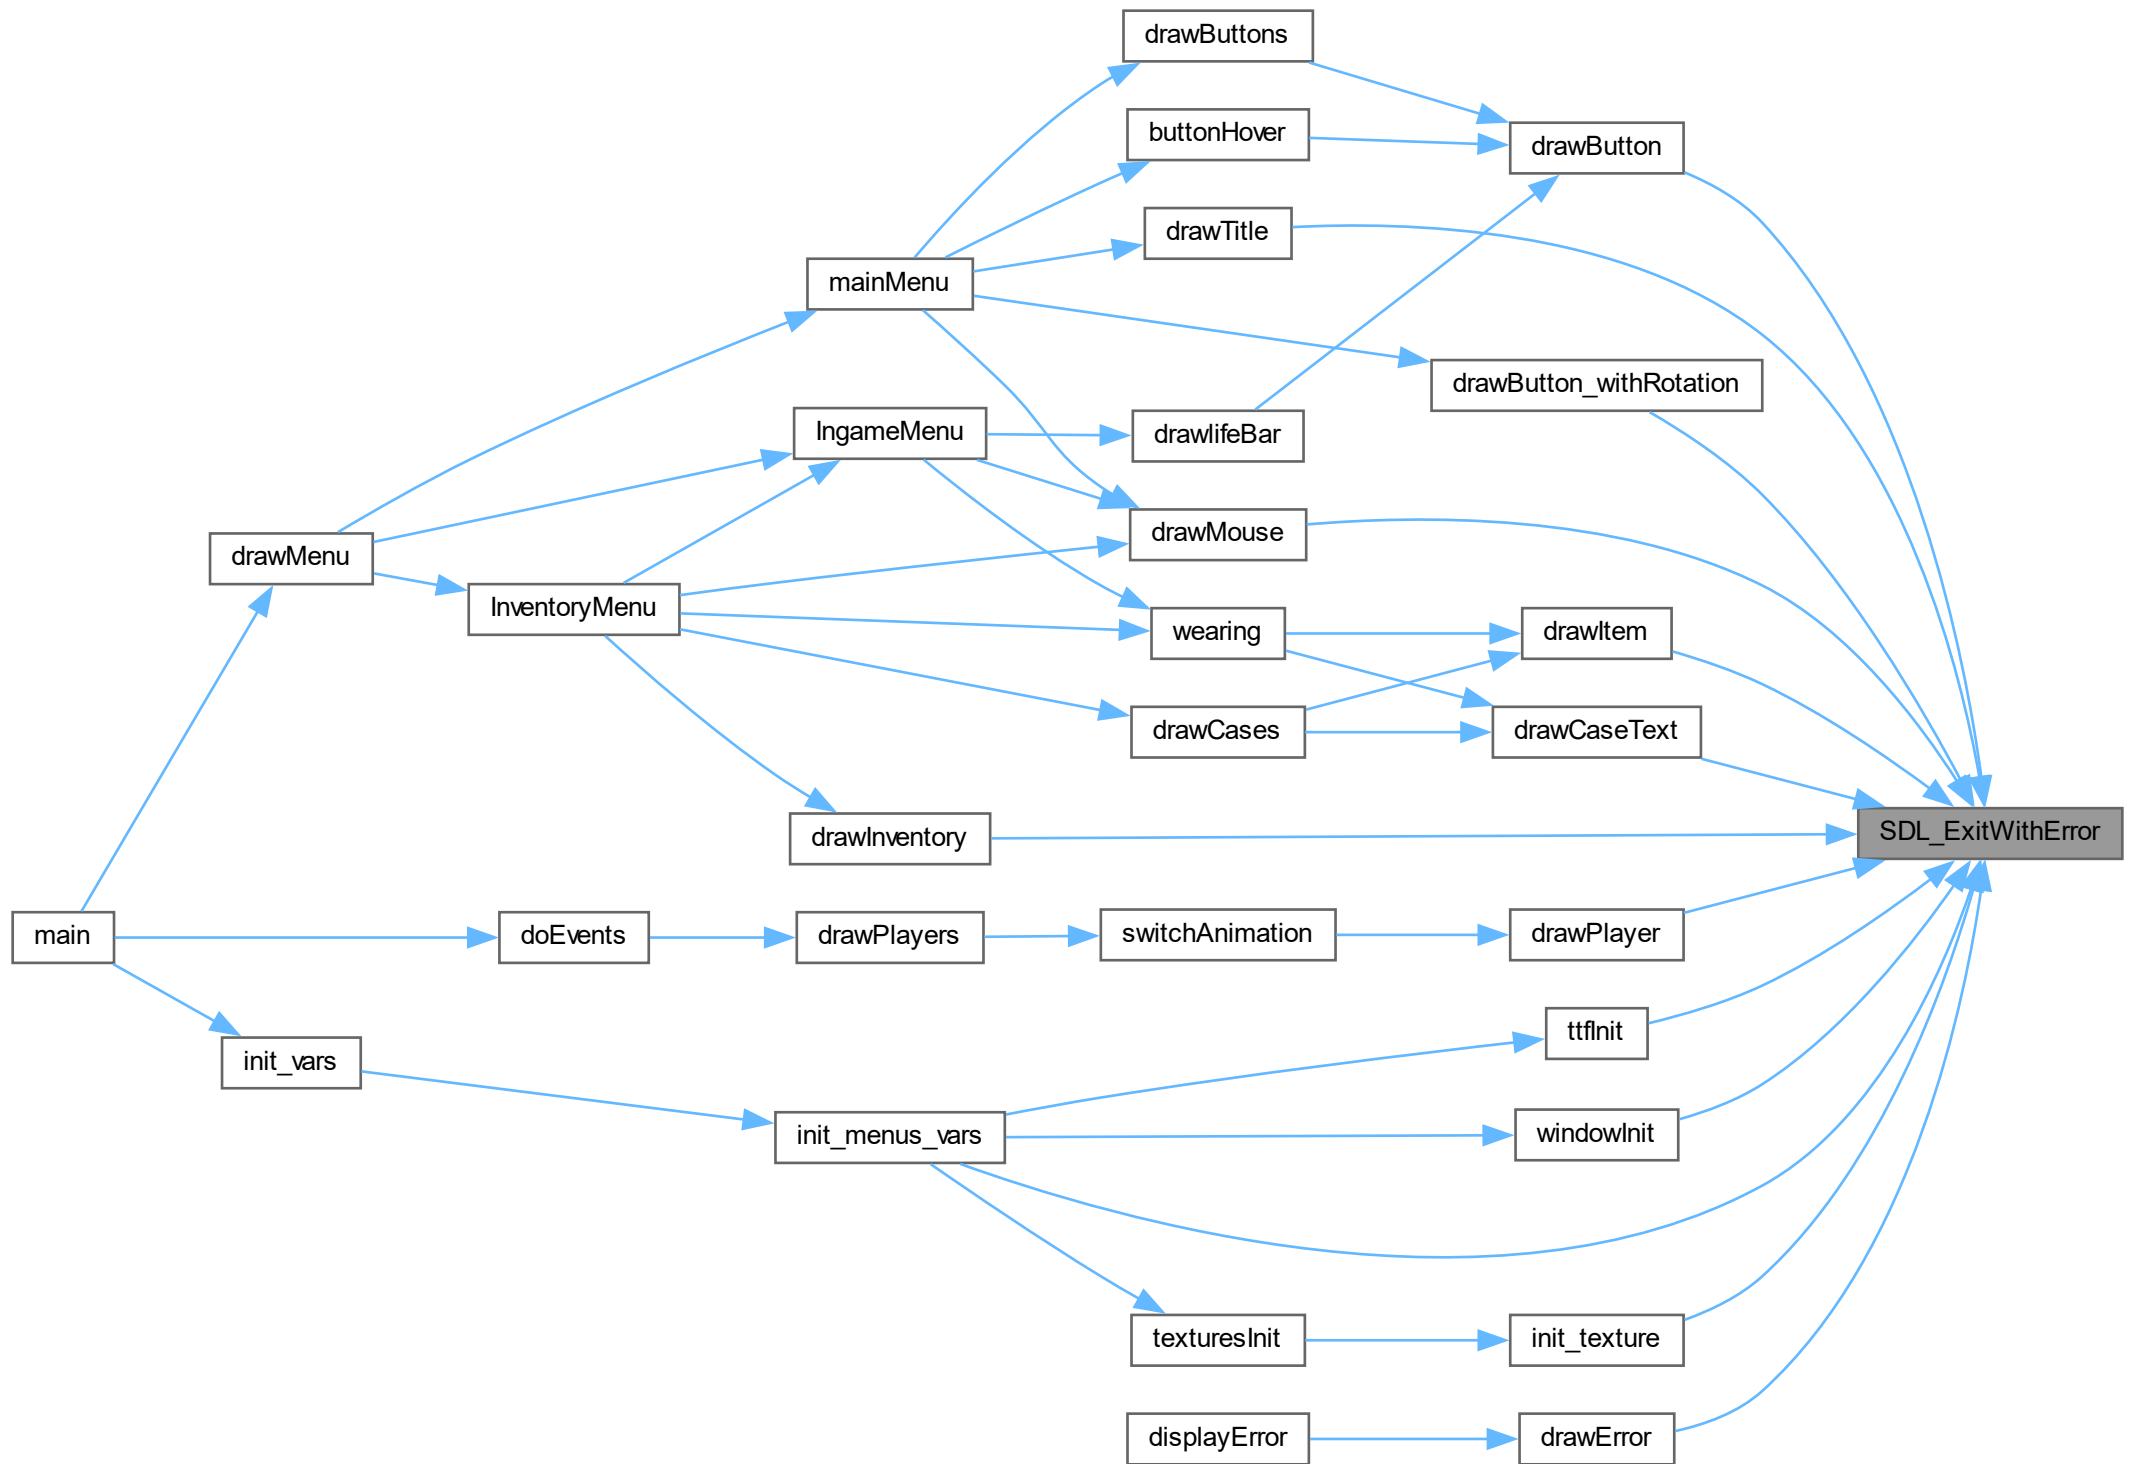 drawButtons
buttonHover
drawButton
drawTitle
mainMenu
drawButton_withRotation
IngameMenu
drawlifeBar
drawMouse
drawMenu
InventoryMenu
wearing
drawItem
drawCases
drawCaseText
drawInventory
SDL_ExitWithError
main
doEvents
drawPlayers
switchAnimation
drawPlayer
ttfInit
init_vars
init_menus_vars
windowInit
texturesInit
init_texture
displayError
drawError